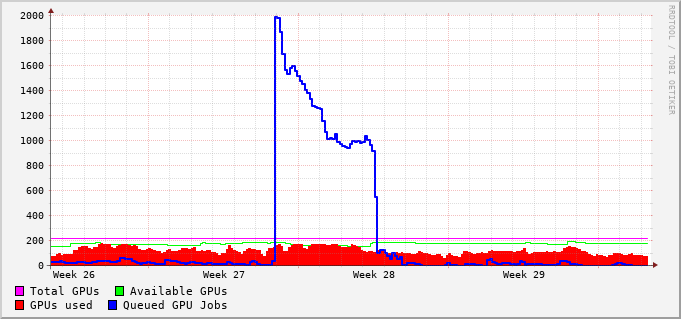 2000
1800
1600
1400
1200
1000
800
600
400
200
0
Week 26 Week 27 Week 28 Week 29
Total GPUs Available GPUs
GPUs used Queued GPU Jobs
RRDTOOL / TOBI OETIKER